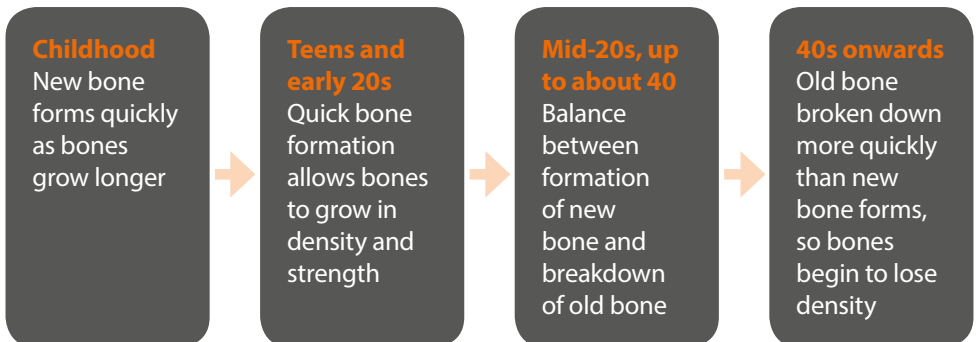 Childhood
New bone
forms quickly
as bones
grow longer
Teens and
early 20s
Quick bone
formation
allows bones
to grow in
density and
strength
Mid-20s, up
to about 40
Balance
between
formation
of new
bone and
breakdown
of old bone
40s onwards
Old bone
broken down
more quickly
than new
bone forms,
so bones
begin to lose
density